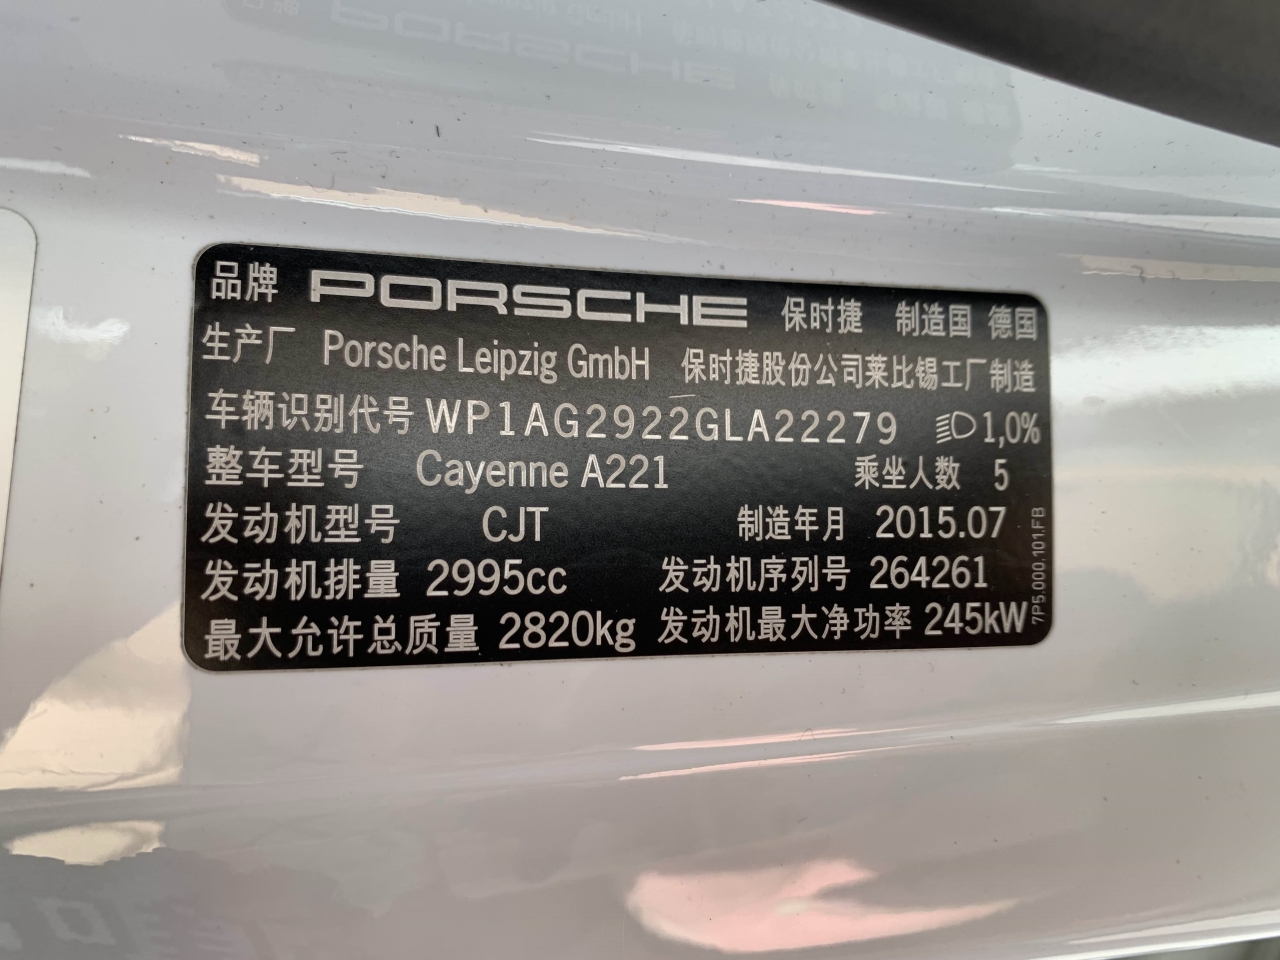 品牌 PORSCHE 保时捷 制造国 德国
生产厂 Porsche Leipzig GmbH 保时捷股份公司莱比锡工厂制造
车辆识别代号 WP1AG2922GLA22279 1,0%
整车型号 Cayenne A221 乘坐人数 5
发动机型号 CJT 制造年月 2015.07
发动机排量 2995cc 发动机序列号 264261
最大允许总质量 2820kg 发动机最大净功率 245kW
7P5.000.101.FB